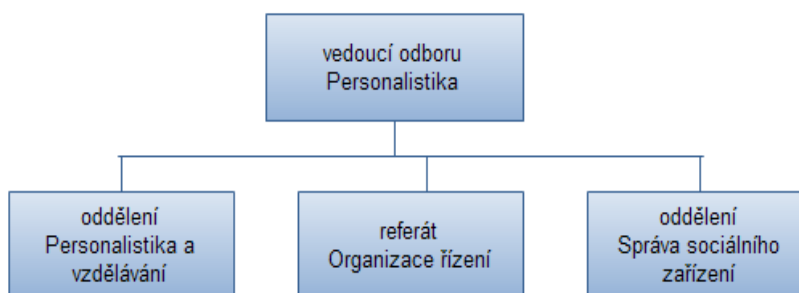 vedoucí odboru
Personalistika
oddělení
Personalistika a
vzdělávání
referát
Organizace řízení
oddělení
Správa sociálního
zařízení